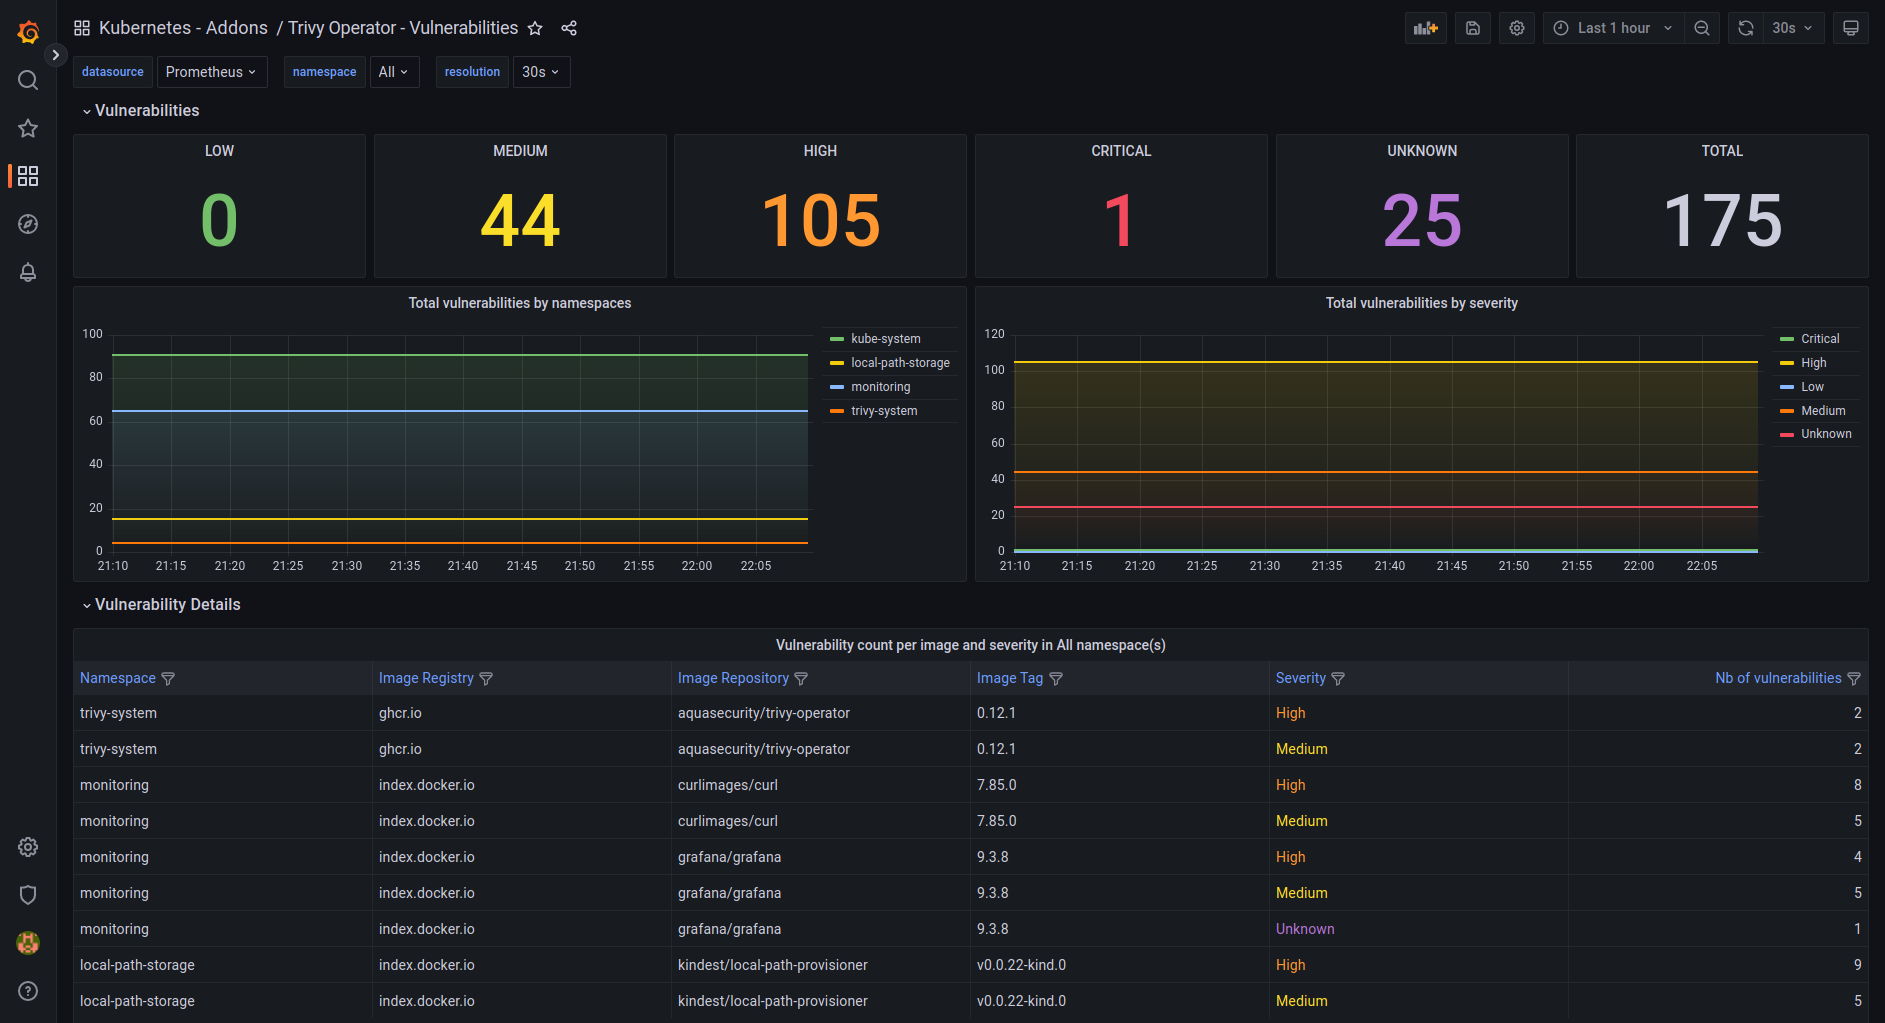 Kubernetes - Addons / Trivy Operator - Vulnerabilities
Last 1 hour
30s
datasource Prometheus namespace All resolution 30s
Vulnerabilities
LOW MEDIUM HIGH CRITICAL UNKNOWN TOTAL
0 44 105 1 25 175
Total vulnerabilities by namespaces
100
80
60
40
20
0
21:10 21:15 21:20 21:25 21:30 21:35 21:40 21:45 21:50 21:55 22:00 22:05
kube-system
local-path-storage
monitoring
trivy-system
Total vulnerabilities by severity
120
100
80
60
40
20
0
21:10 21:15 21:20 21:25 21:30 21:35 21:40 21:45 21:50 21:55 22:00 22:05
Critical
High
Low
Medium
Unknown
Vulnerability Details
Vulnerability count per image and severity in All namespace(s)
Namespace Image Registry Image Repository Image Tag Severity Nb of vulnerabilities
trivy-system ghcr.io aquasecurity/trivy-operator 0.12.1 High 2
trivy-system ghcr.io aquasecurity/trivy-operator 0.12.1 Medium 2
monitoring index.docker.io curlimages/curl 7.85.0 High 8
monitoring index.docker.io curlimages/curl 7.85.0 Medium 5
monitoring index.docker.io grafana/grafana 9.3.8 High 4
monitoring index.docker.io grafana/grafana 9.3.8 Medium 5
monitoring index.docker.io grafana/grafana 9.3.8 Unknown 1
local-path-storage index.docker.io kindest/local-path-provisioner v0.0.22-kind.0 High 9
local-path-storage index.docker.io kindest/local-path-provisioner v0.0.22-kind.0 Medium 5